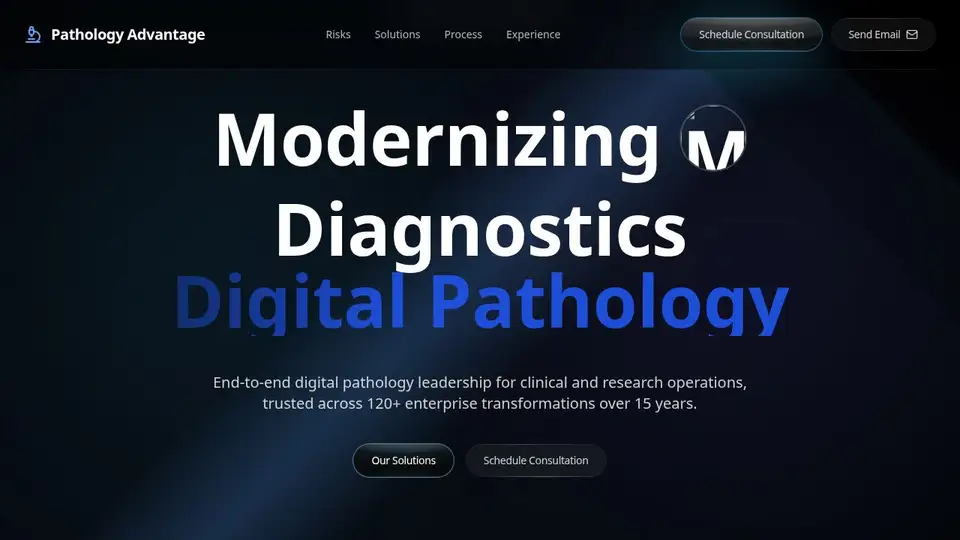 Pathology Advantage
Risks
Solutions
Process
Experience
Schedule Consultation
Send Email
Modernizing M
Diagnostics
Digital Pathology
End-to-end digital pathology leadership for clinical and research operations,
trusted across 120+ enterprise transformations over 15 years.
Our Solutions
Schedule Consultation